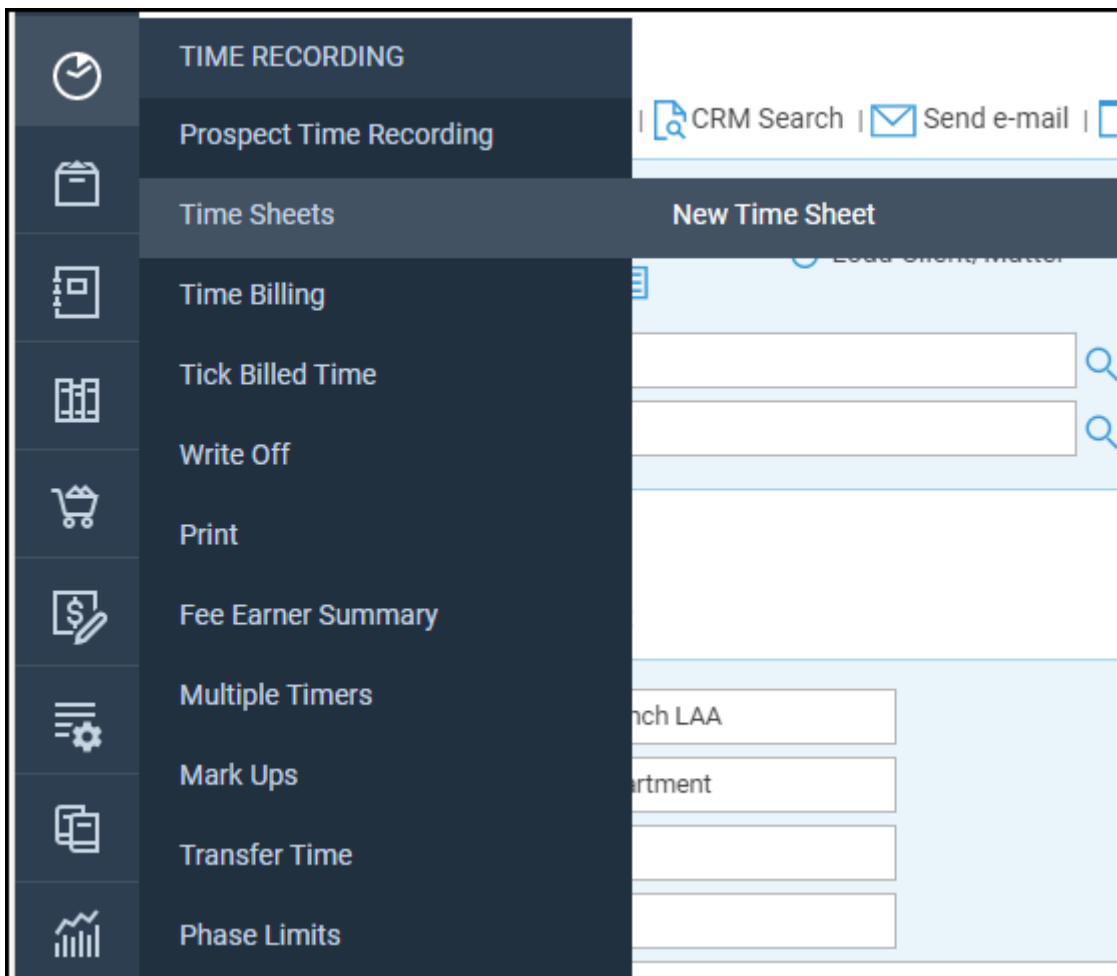 TIME RECORDING
Prospect Time Recording
| CRM Search | Send e-mail |
Time Sheets
New Time Sheet
Time Billing
Tick Billed Time
Write Off
Print
Fee Earner Summary
Multiple Timers
nch LAA
Mark Ups
artment
Transfer Time
Phase Limits